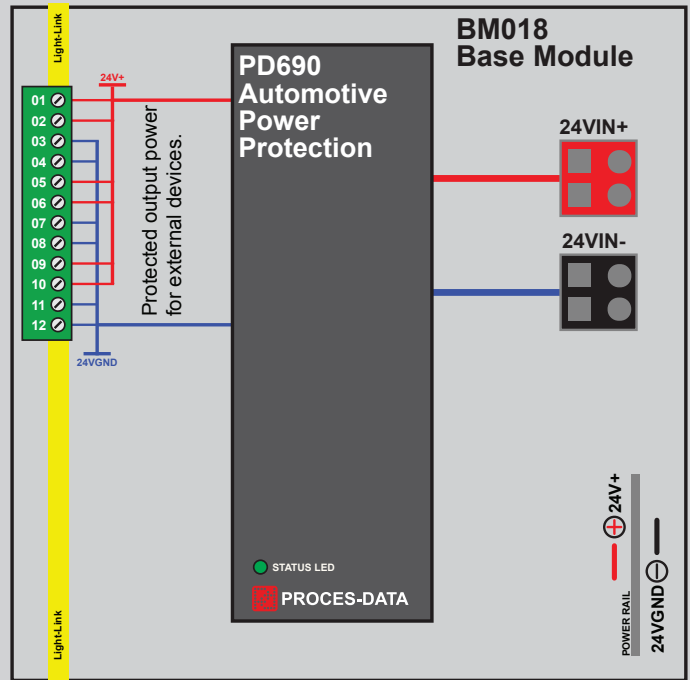 Light-Link
BM018
Base Module
PD690
Automotive
Power
Protection
24V+
01
02
03
04
05
06
07
08
09
10
11
12
24VGND
Protected output power
for external devices.
24VIN+
24VIN-
STATUS LED
PROCES-DATA
Light-Link
POWER RAIL
24V+
24VGND